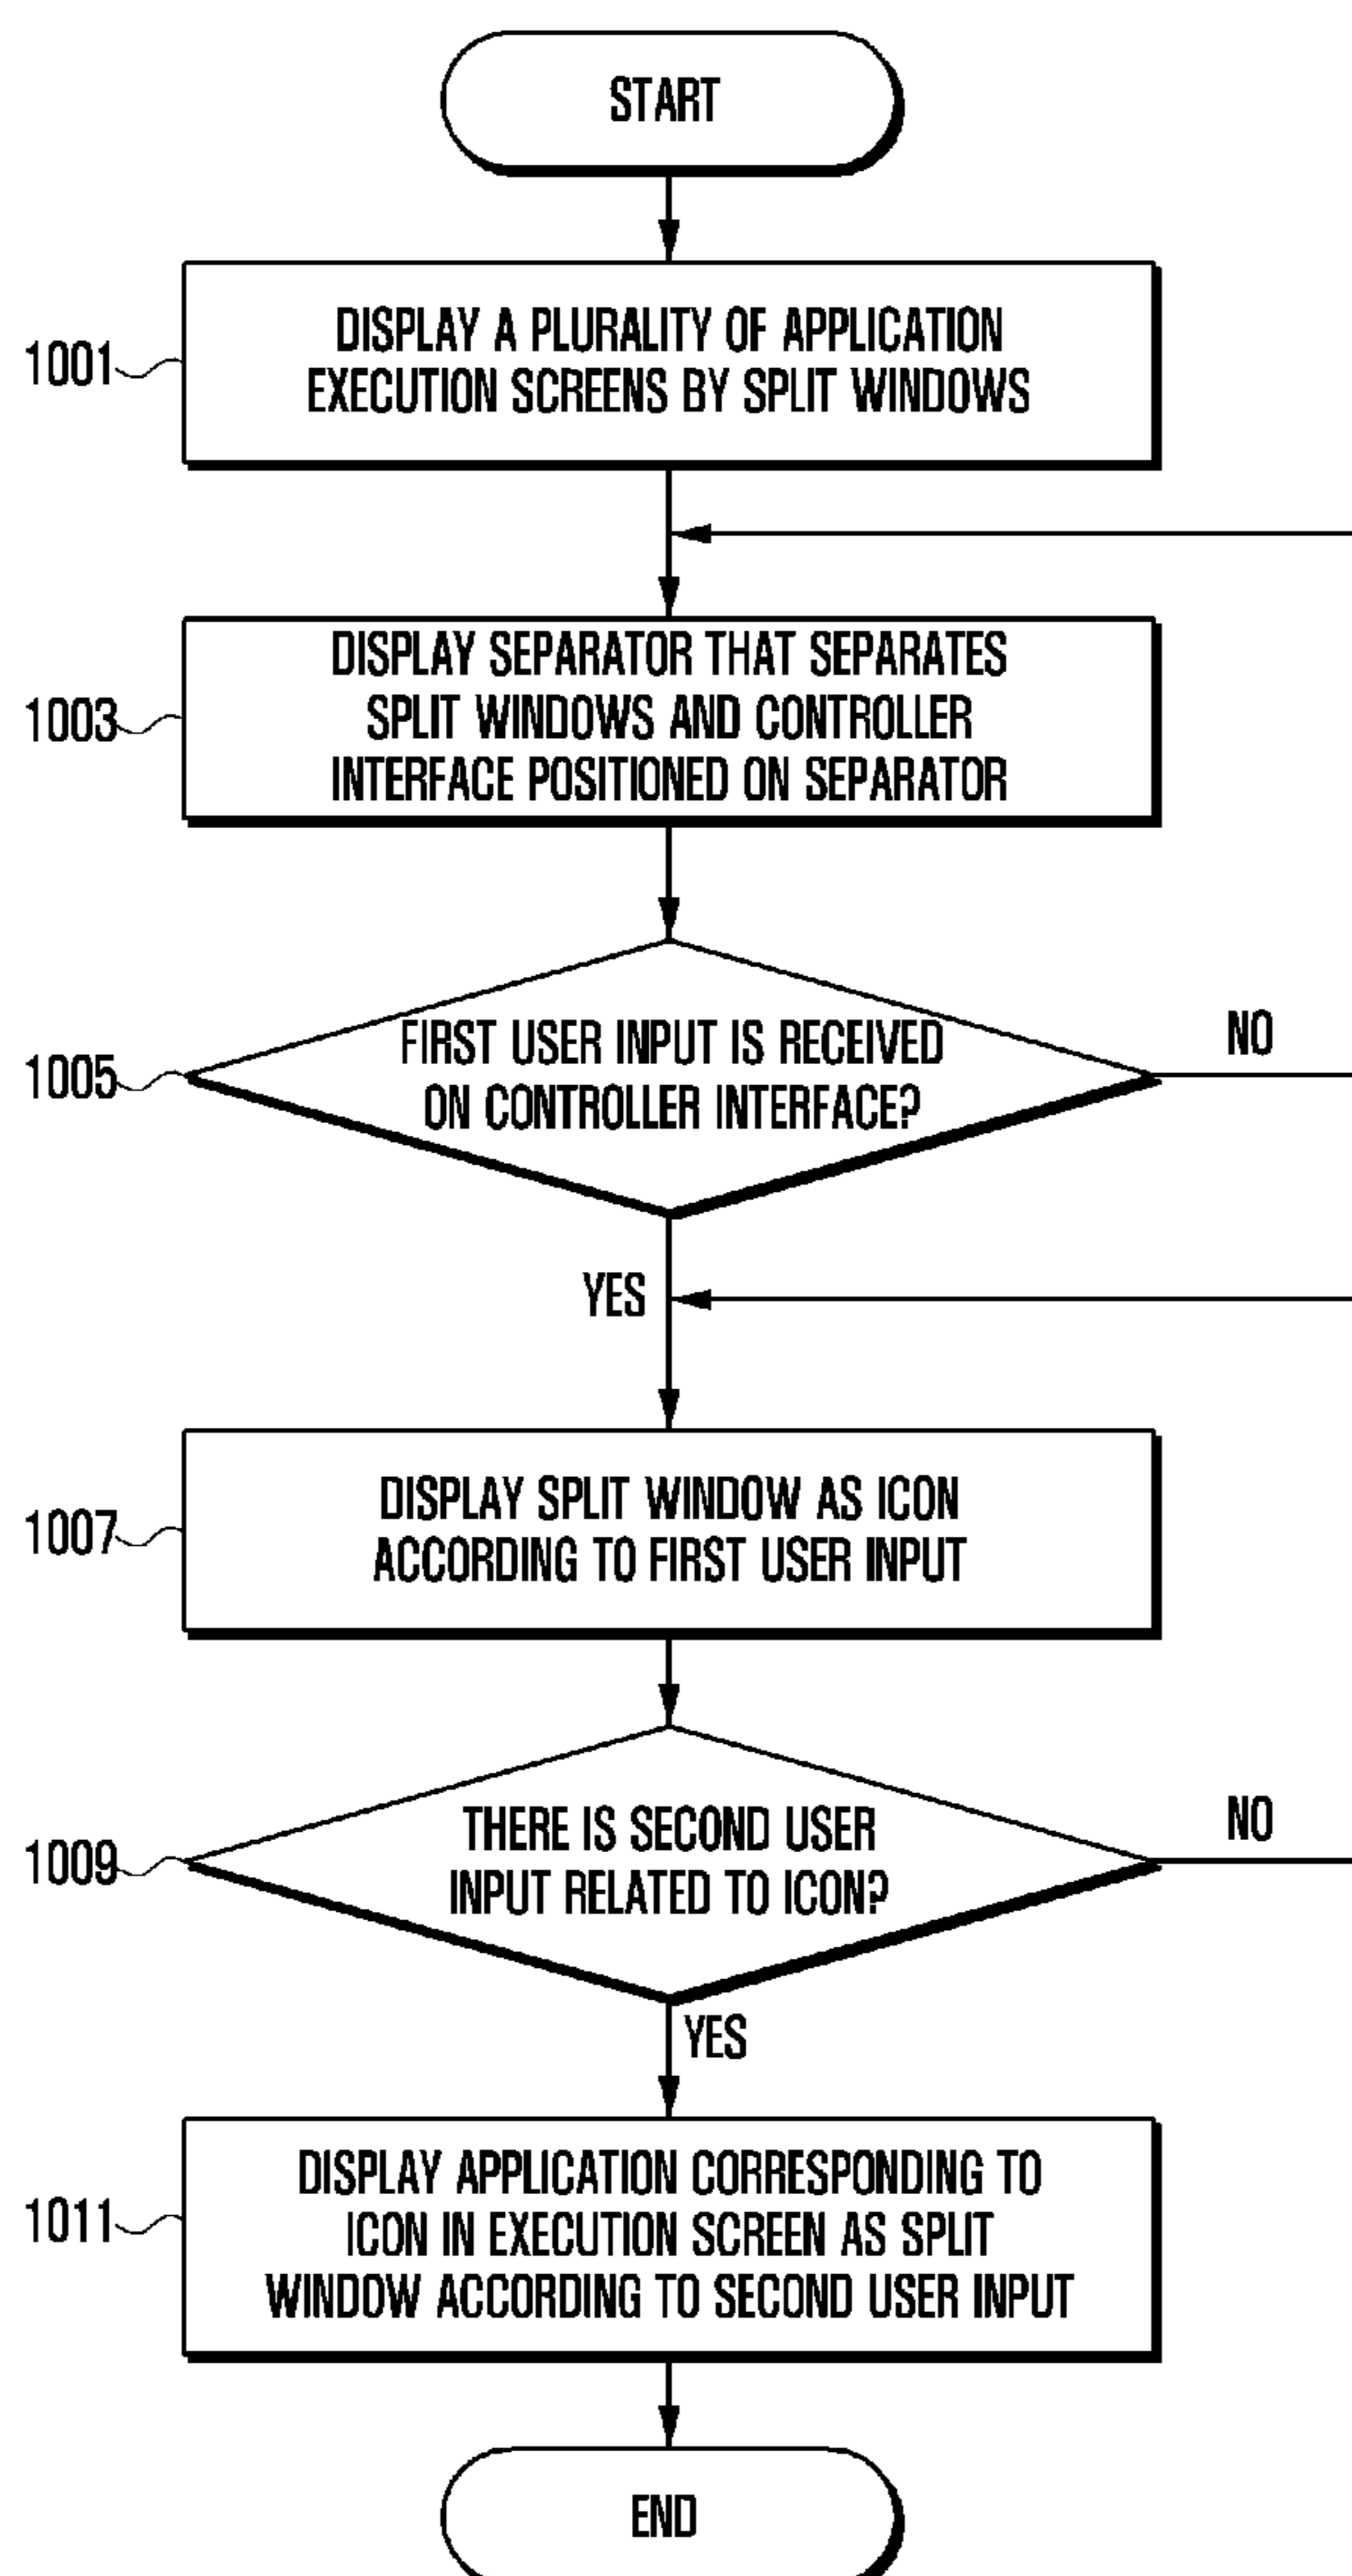 START
1001
DISPLAY A PLURALITY OF APPLICATION
EXECUTION SCREENS BY SPLIT WINDOWS
1003
DISPLAY SEPARATOR THAT SEPARATES
SPLIT WINDOWS AND CONTROLLER
INTERFACE POSITIONED ON SEPARATOR
1005
FIRST USER INPUT IS RECEIVED
ON CONTROLLER INTERFACE?
NO
YES
1007
DISPLAY SPLIT WINDOW AS ICON
ACCORDING TO FIRST USER INPUT
1009
THERE IS SECOND USER
INPUT RELATED TO ICON?
NO
YES
1011
DISPLAY APPLICATION CORRESPONDING TO
ICON IN EXECUTION SCREEN AS SPLIT
WINDOW ACCORDING TO SECOND USER INPUT
END